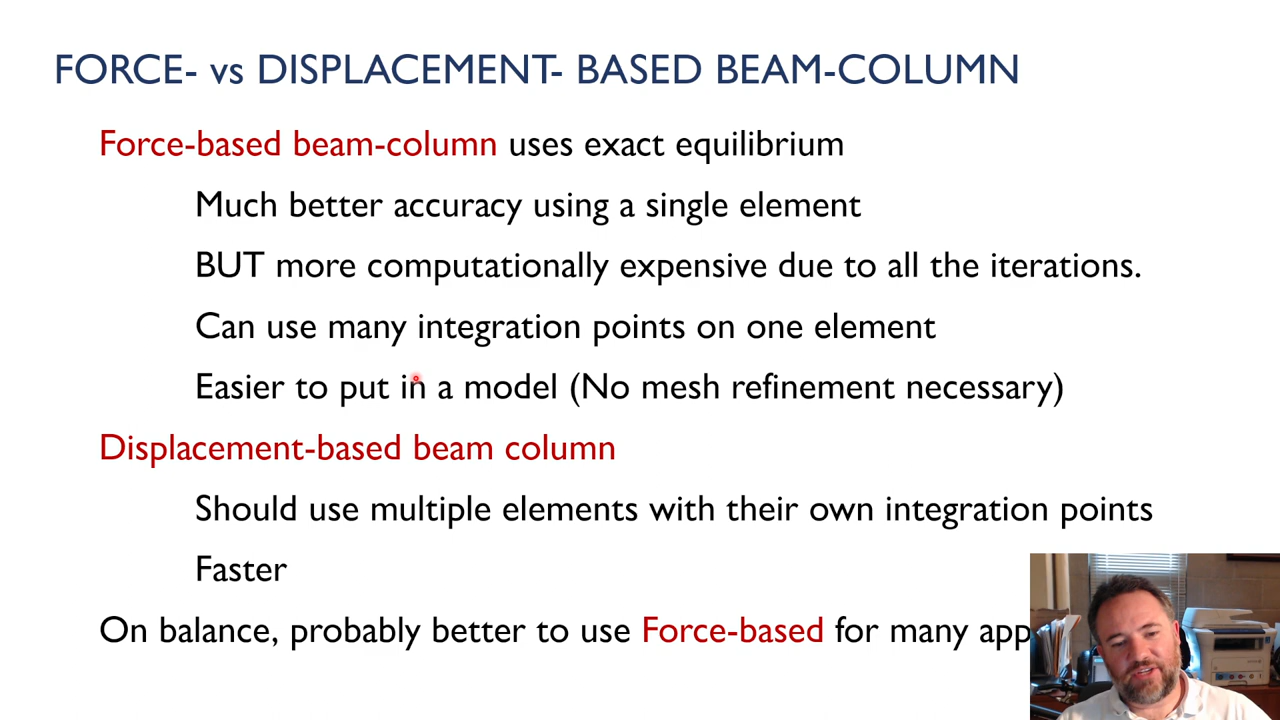 FORCE- vs DISPLACEMENT- BASED BEAM-COLUMN
Force-based beam-column uses exact equilibrium
Much better accuracy using a single element
BUT more computationally expensive due to all the iterations.
Can use many integration points on one element
Easier to put in a model (No mesh refinement necessary)
Displacement-based beam column
Should use multiple elements with their own integration points
Faster
On balance, probably better to use Force-based for many